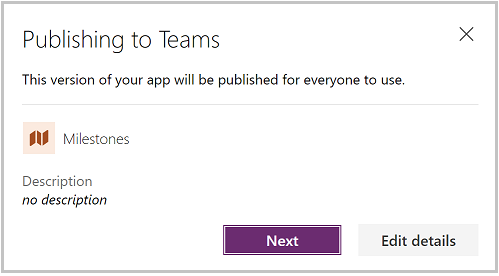 Publishing to Teams
This version of your app will be published for everyone to use.
Milestones
Description
no description
Next
Edit details